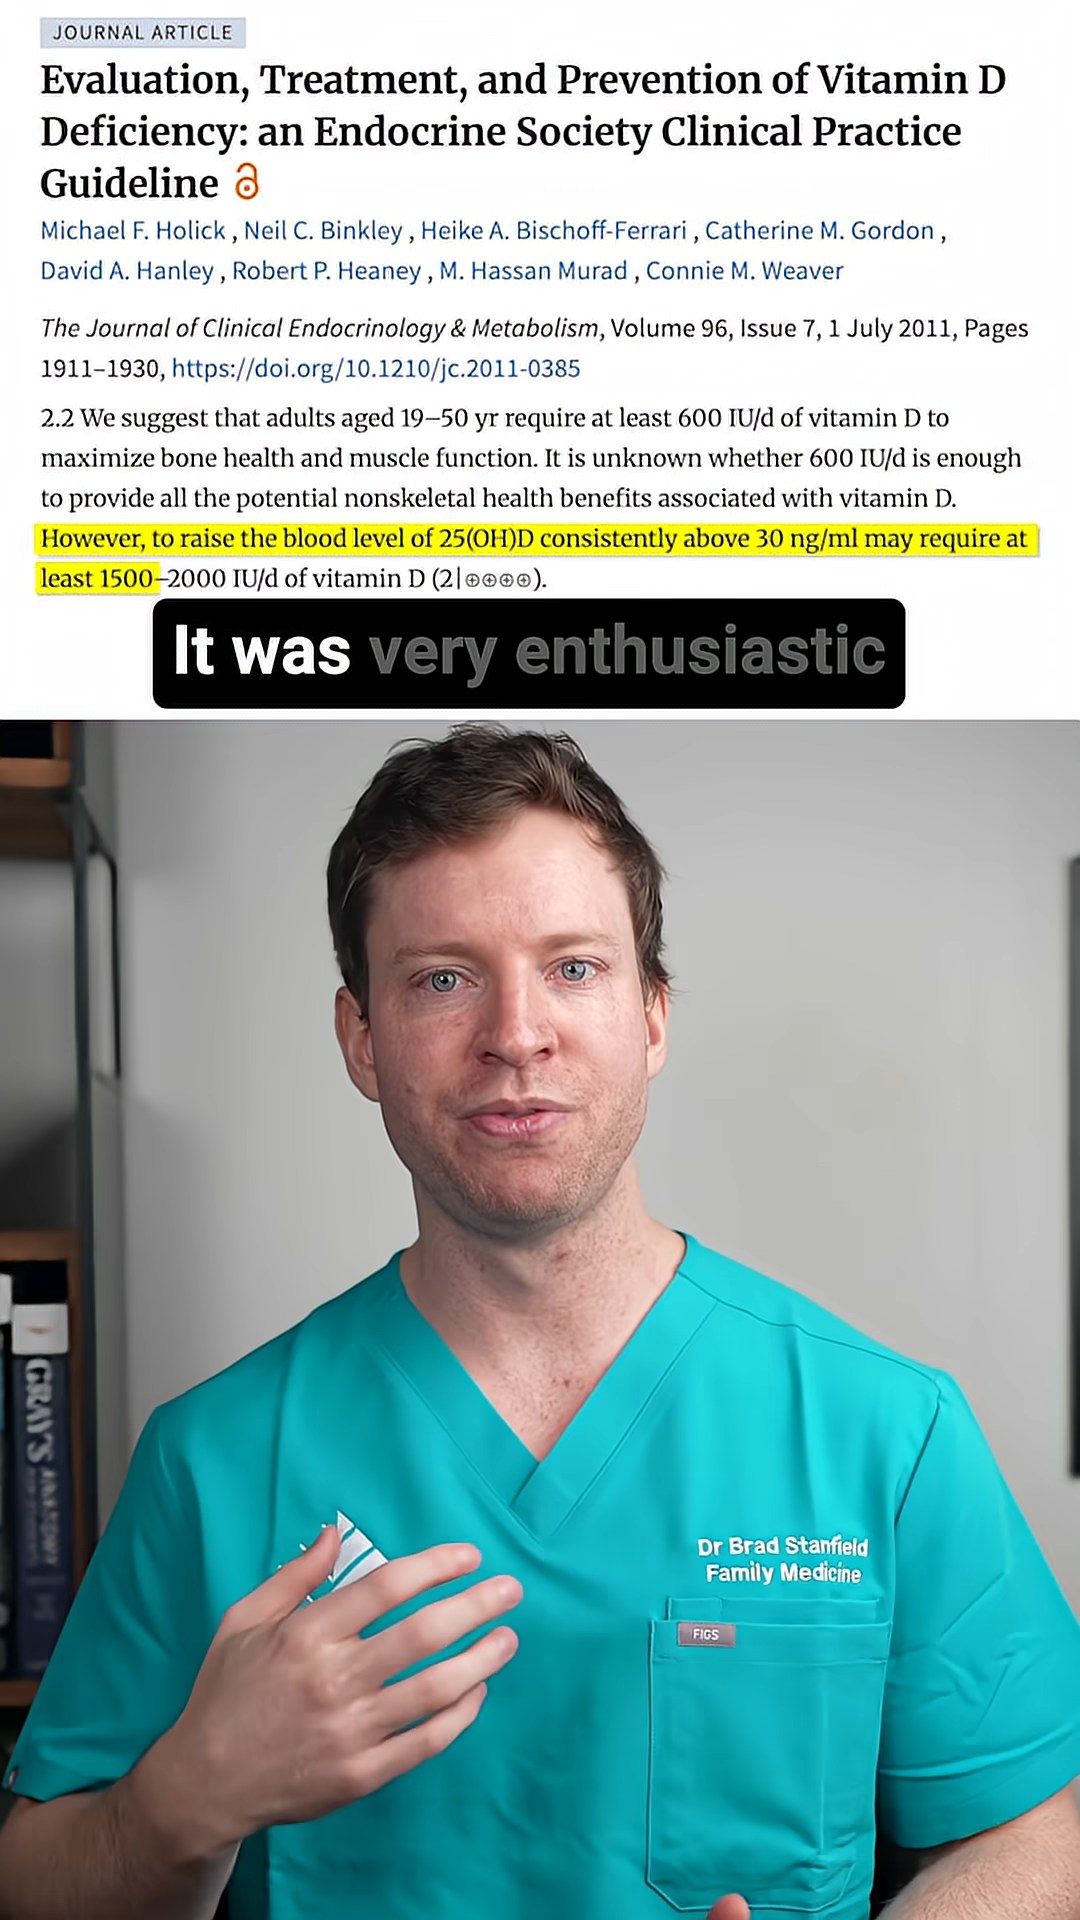 JOURNAL ARTICLE
Evaluation, Treatment, and Prevention of Vitamin D
Deficiency: an Endocrine Society Clinical Practice
Guideline
Michael F. Holick , Neil C. Binkley , Heike A. Bischoff-Ferrari , Catherine M. Gordon ,
David A. Hanley , Robert P. Heaney , M. Hassan Murad , Connie M. Weaver
The Journal of Clinical Endocrinology & Metabolism, Volume 96, Issue 7, 1 July 2011, Pages
1911–1930, https://doi.org/10.1210/jc.2011-0385
2.2 We suggest that adults aged 19–50 yr require at least 600 IU/d of vitamin D to
maximize bone health and muscle function. It is unknown whether 600 IU/d is enough
to provide all the potential nonskeletal health benefits associated with vitamin D.
However, to raise the blood level of 25(OH)D consistently above 30 ng/ml may require at
least 1500–2000 IU/d of vitamin D (2|⊕⊕⊕⊕).
It was very enthusiastic
GRAY'S ANATOMY
Dr Brad Stanfield
Family Medicine
FIGS